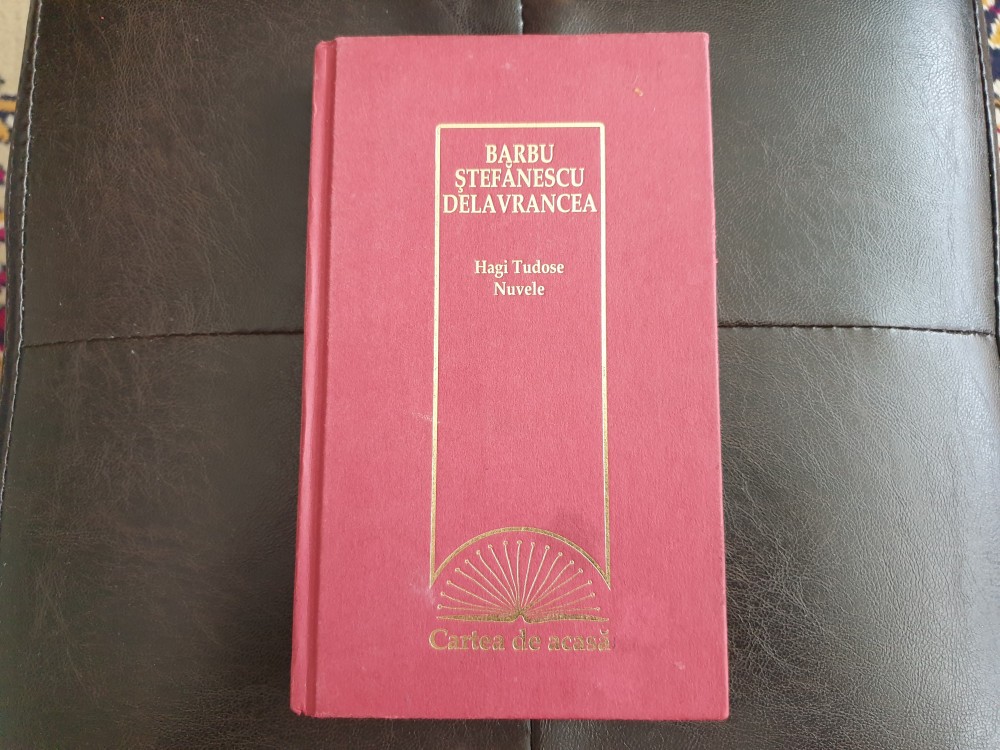 BARBU
ŞTEFĂNESCU
DELAVRANCEA
Hagi Tudose
Nuvele
Cartea de acasă